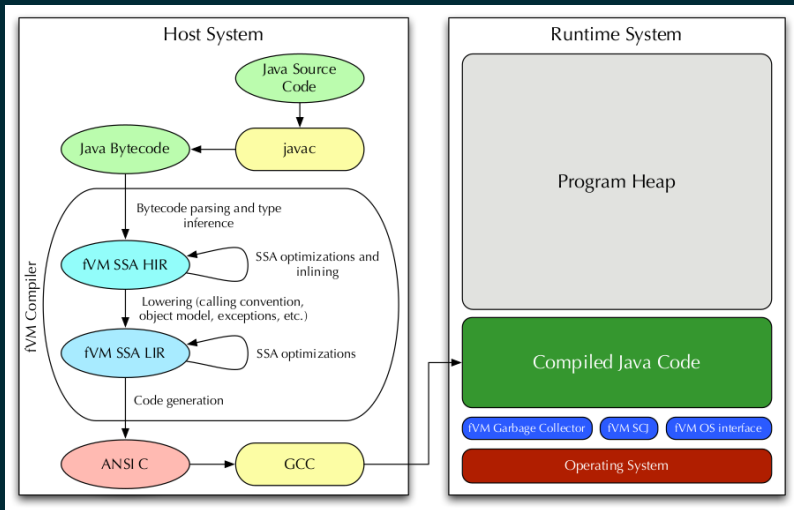 Host System
Java Source
Code
Java Bytecode
javac
Bytecode parsing and type
inference
fVM SSA HIR
SSA optimizations and
inlining
fVM Compiler
Lowering (calling convention,
object model, exceptions, etc.)
fVM SSA LIR
SSA optimizations
Code generation
ANSI C
GCC
Runtime System
Program Heap
Compiled Java Code
fVM Garbage Collector
fVM SCJ
fVM OS interface
Operating System